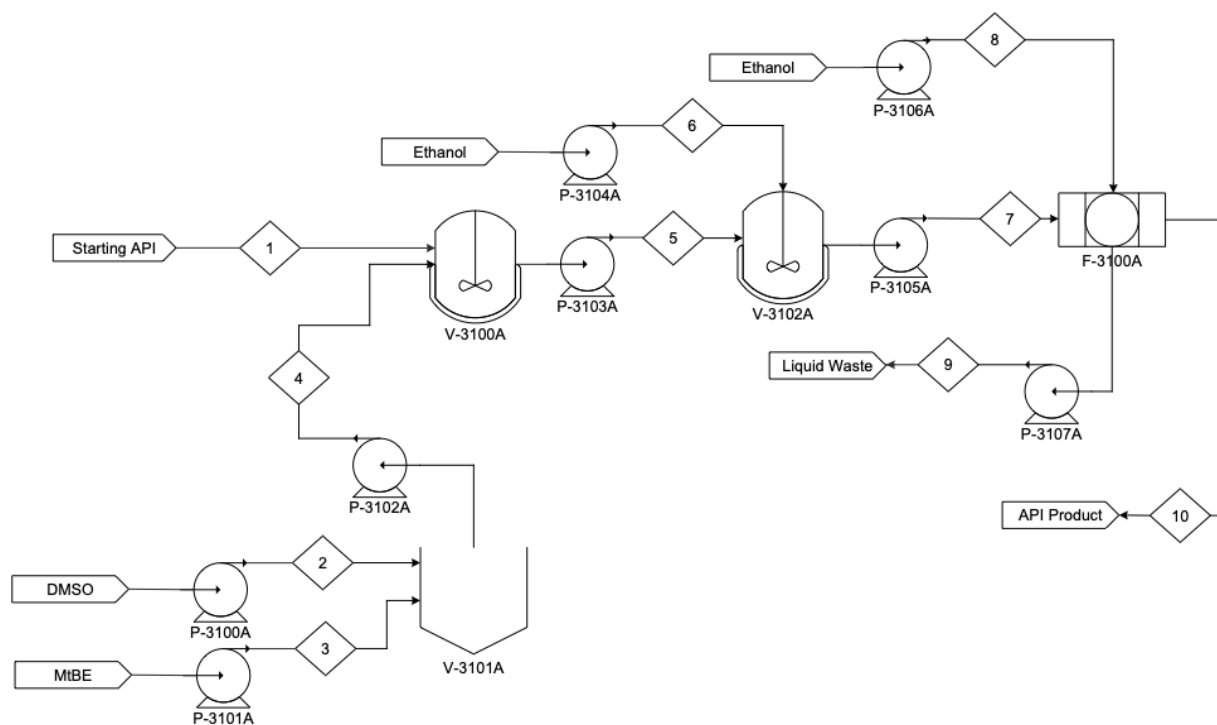 8
Ethanol
P-3106A
6
Ethanol
P-3104A
Starting API
1
5
7
V-3100A
P-3103A
V-3102A
P-3105A
F-3100A
4
Liquid Waste
9
P-3107A
P-3102A
API Product
10
2
DMSO
P-3100A
3
MtBE
P-3101A
V-3101A